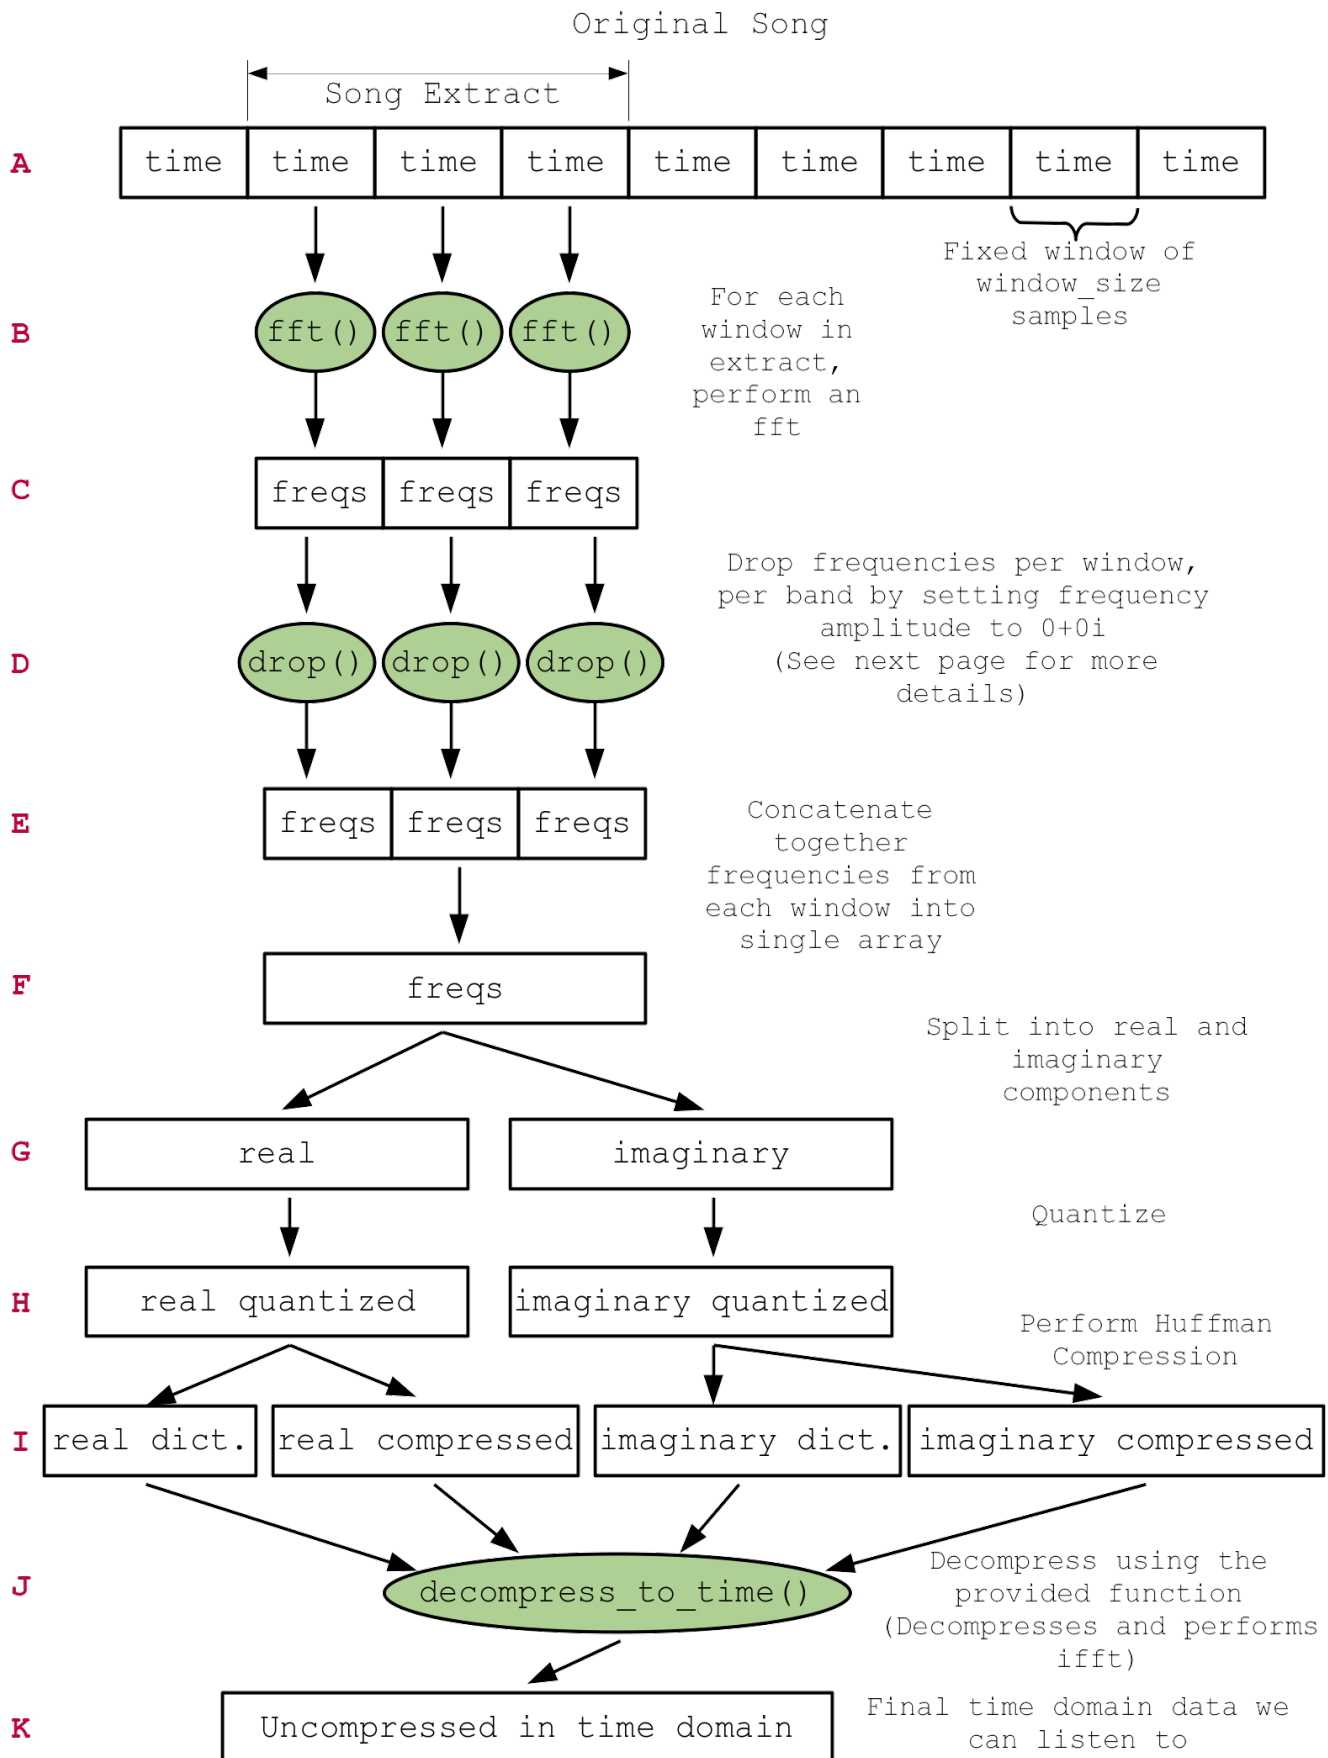 Original Song
Song Extract
A
time time time time time time time time time
Fixed window of
window_size
samples
For each
window in
extract,
perform an
fft
B
fft() fft() fft()
C
freqs freqs freqs
Drop frequencies per window,
per band by setting frequency
amplitude to 0+0i
(See next page for more
details)
D
drop() drop() drop()
E
freqs freqs freqs
Concatenate
together
frequencies from
each window into
single array
F
freqs
Split into real and
imaginary
components
G
real imaginary
Quantize
H
real quantized imaginary quantized
Perform Huffman
Compression
I
real dict. real compressed imaginary dict. imaginary compressed
J
decompress_to_time()
Decompress using the
provided function
(Decompresses and performs
ifft)
K
Uncompressed in time domain
Final time domain data we
can listen to